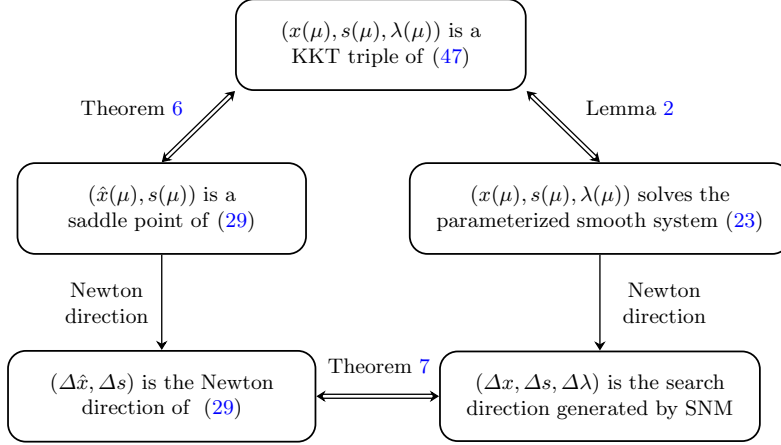 (x(μ), s(μ), λ(μ)) is a
KKT triple of (47)
Theorem 6
Lemma 2
(x̂(μ), s(μ)) is a
saddle point of (29)
(x(μ), s(μ), λ(μ)) solves the
parameterized smooth system (23)
Newton
direction
Newton
direction
(Δx̂, Δs) is the Newton
direction of (29)
Theorem 7
(Δx, Δs, Δλ) is the search
direction generated by SNM